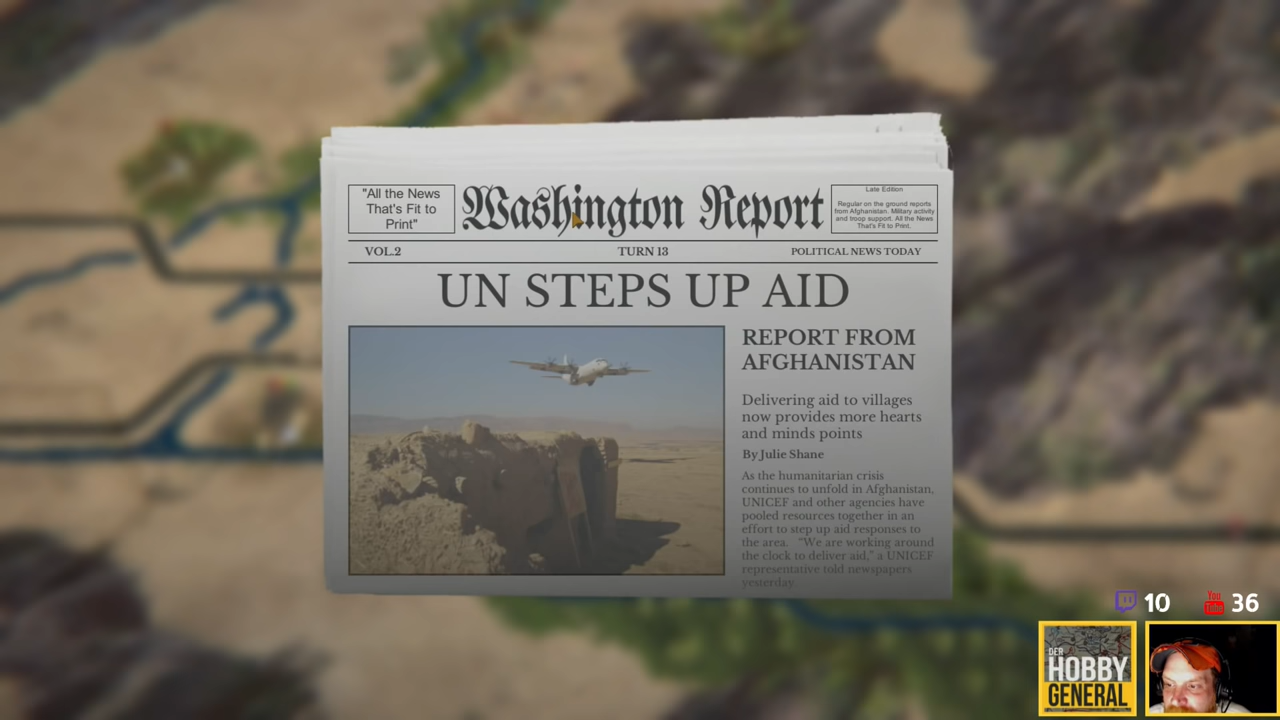 "All the News
That's Fit to
Print"
Washington Report
Late Edition
Regular on the ground reports
from Afghanistan. Military activity
and troop support. All the News
That's Fit to Print.
VOL.2
TURN 13
POLITICAL NEWS TODAY
UN STEPS UP AID
REPORT FROM
AFGHANISTAN
Delivering aid to villages
now provides more hearts
and minds points
By Julie Shane
As the humanitarian crisis
continues to unfold in Afghanistan,
UNICEF and other agencies have
pooled resources together in an
effort to step up aid responses to
the area. "We are working around
the clock to deliver aid," a UNICEF
representative told newspapers
yesterday.
10
You
Tube
36
DER
HOBBY
GENERAL